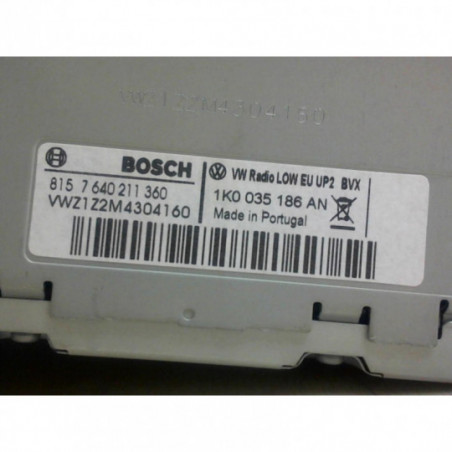 VWZ1Z2M4304160
BOSCH
VW Radio LOW EU UP2 BVX
815 7 640 211 360
1K0 035 186 AN
VWZ1Z2M4304160
Made in Portugal